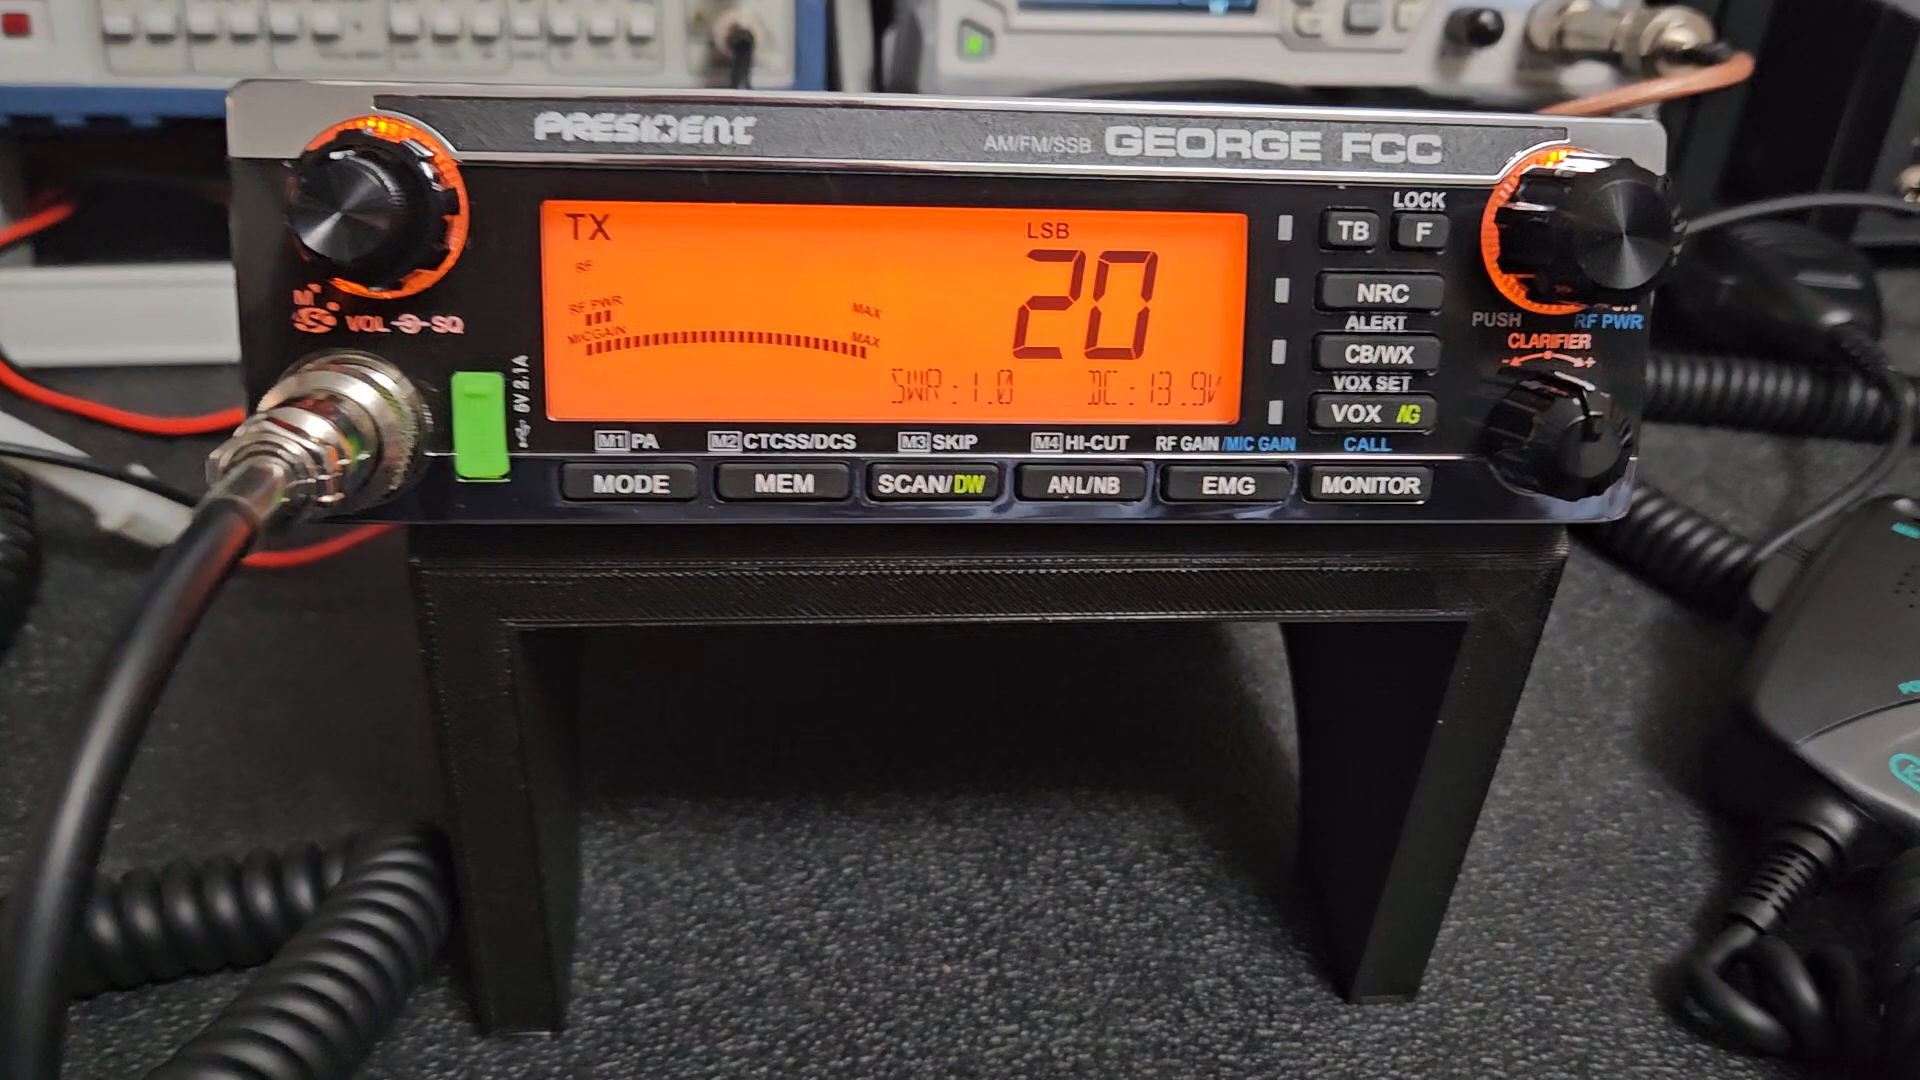 PRESIDENT
AM/FM/SSB GEORGE FCC
TX
LSB
20
RF
RF PWR MAX
MIC GAIN MAX
SWR:1.0 DC:13.9V
LOCK
TB F
NRC
ALERT
CB/WX
VOX SET
VOX NG
CALL
M VOL SQ
5V 2.1A
PUSH RF PWR
CLARIFIER
- +
M1 PA M2 CTCSS/DCS M3 SKIP M4 HI-CUT RF GAIN/MIC GAIN
MODE MEM SCAN/DW ANL/NB EMG MONITOR